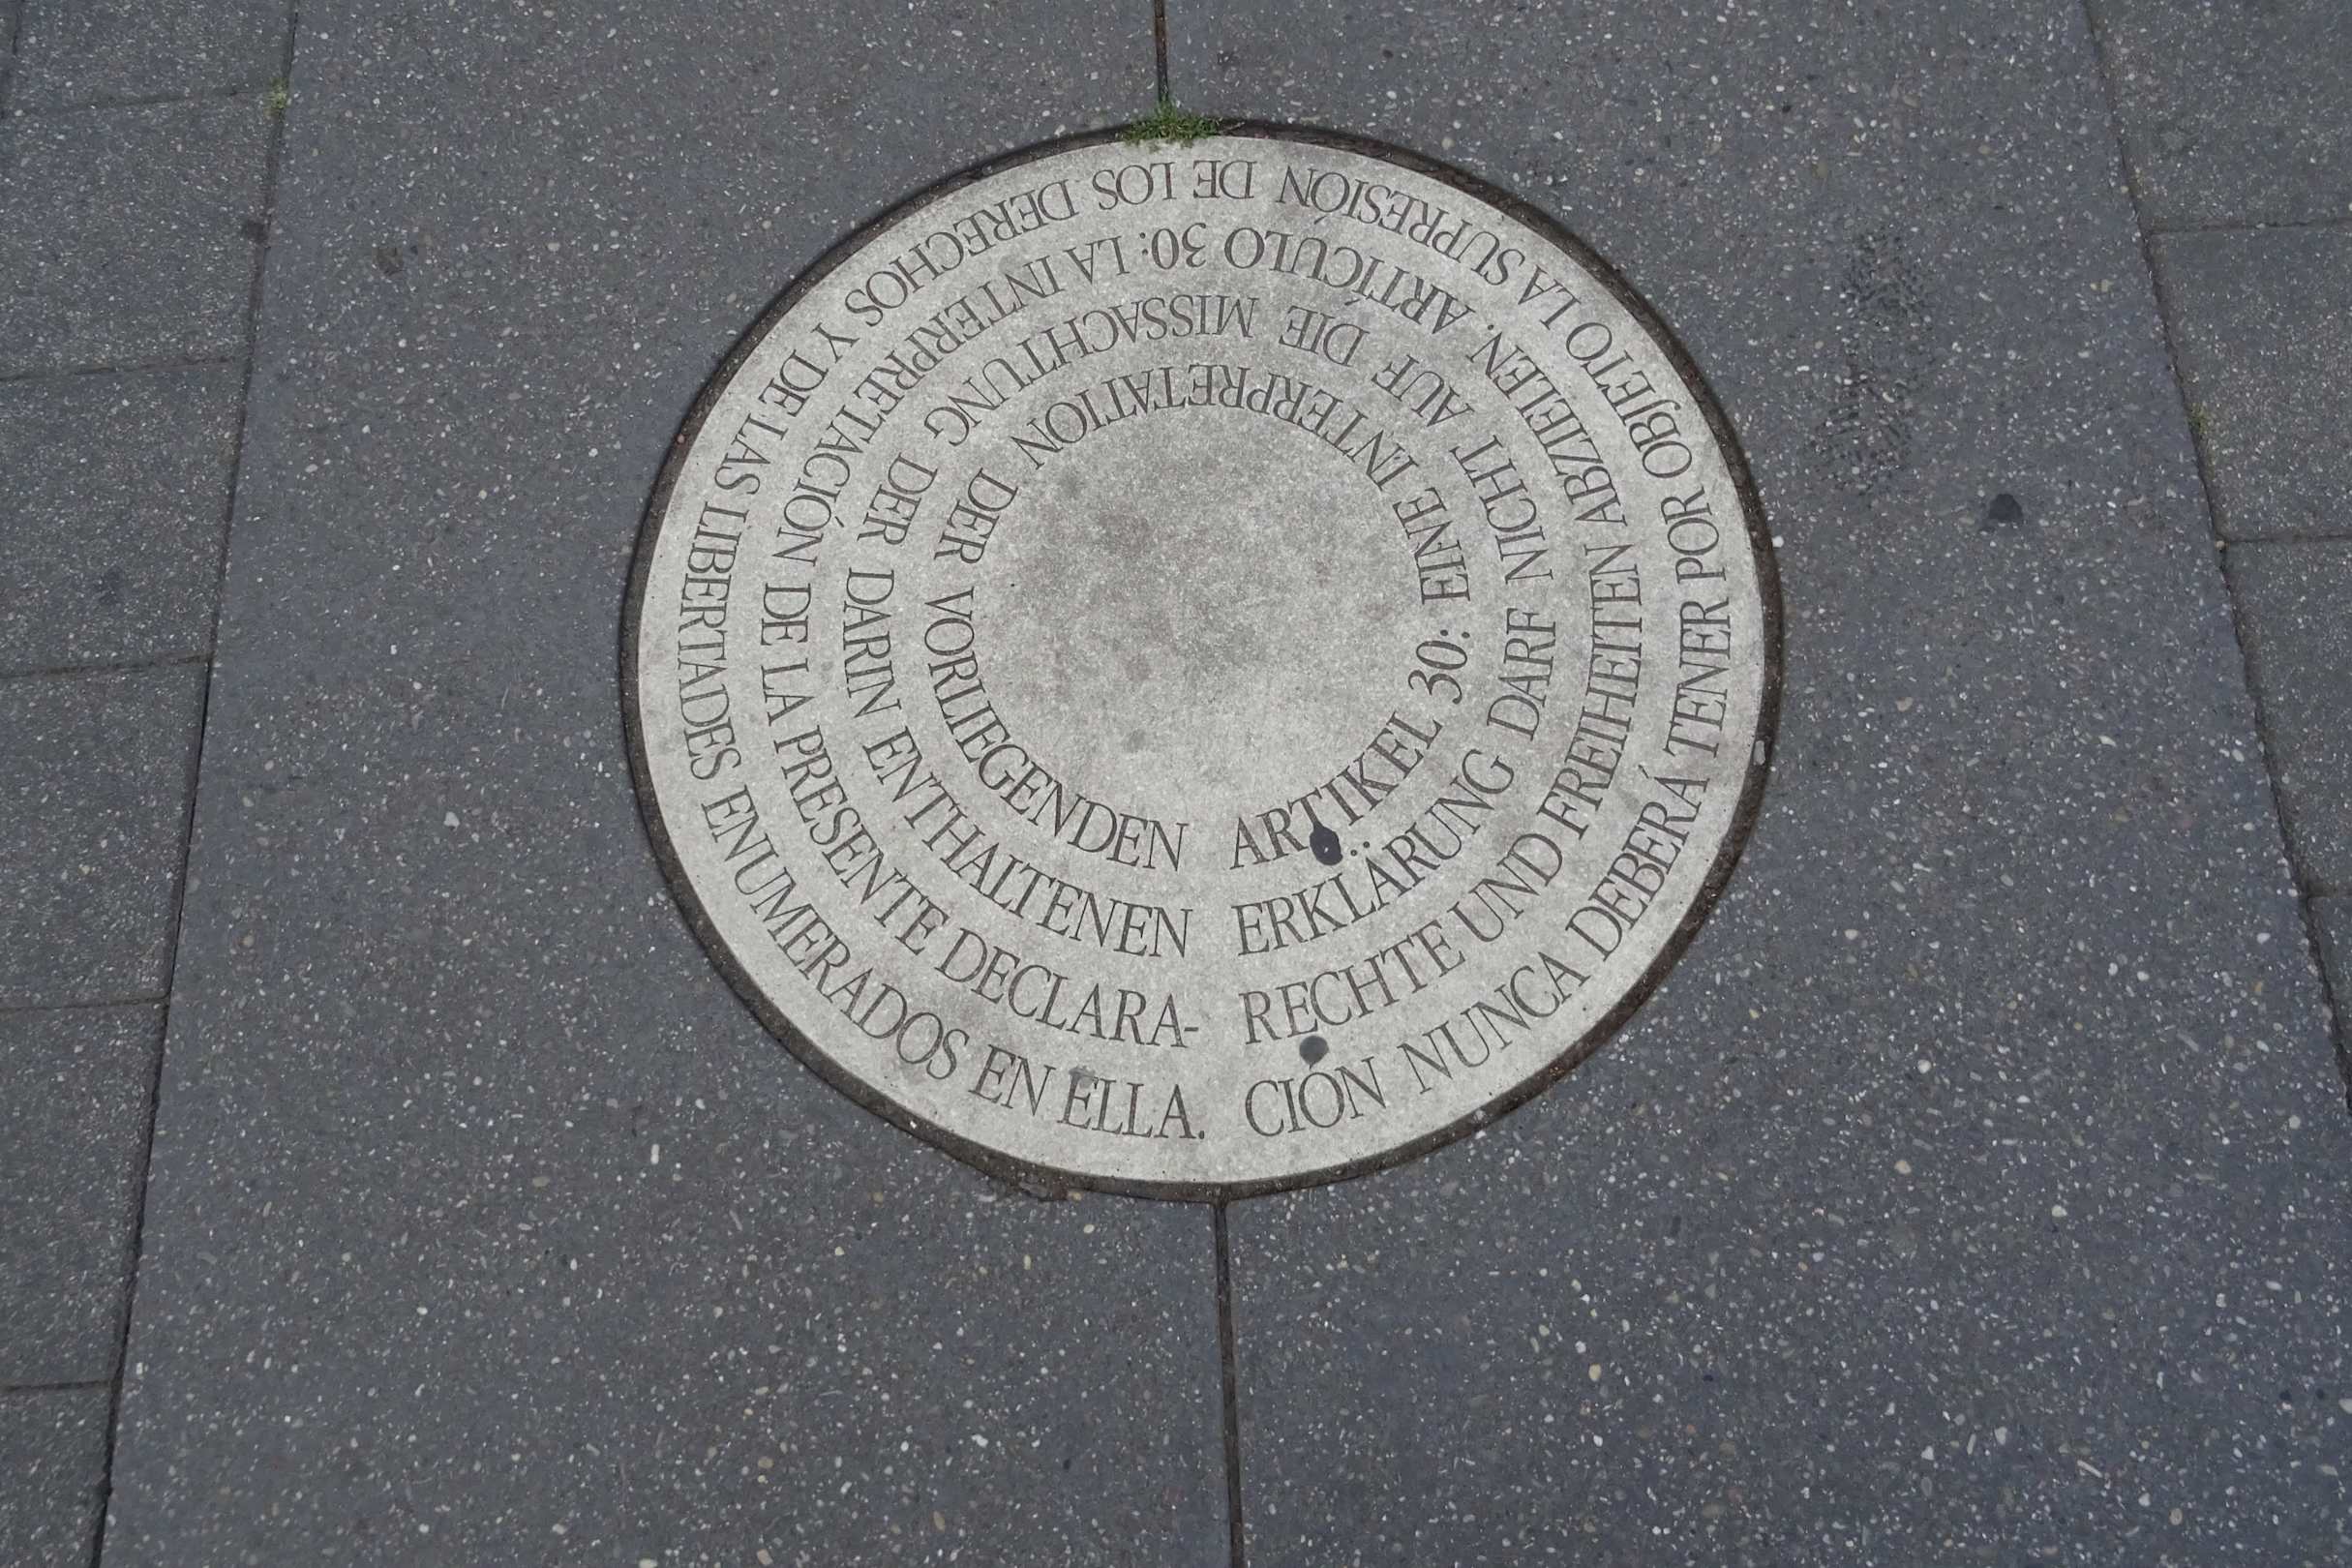 ARTIKEL 30: EINE INTERPRETATION DER VORLIEGENDEN
ERKLÄRUNG DARF NICHT AUF DIE MISSACHTUNG DER DER DARIN ENTHALTENEN
RECHTE UND FREIHEITEN ABZIELEN. ARTÍCULO 30: LA INTERPRETACIÓN DE LA PRESENTE DECLARA-
CIÓN NUNCA DEBERÁ TENER POR OBJETO LA SUPRESIÓN DE LOS DERECHOS Y DE LAS LIBERTADES ENUMERADOS EN ELLA.